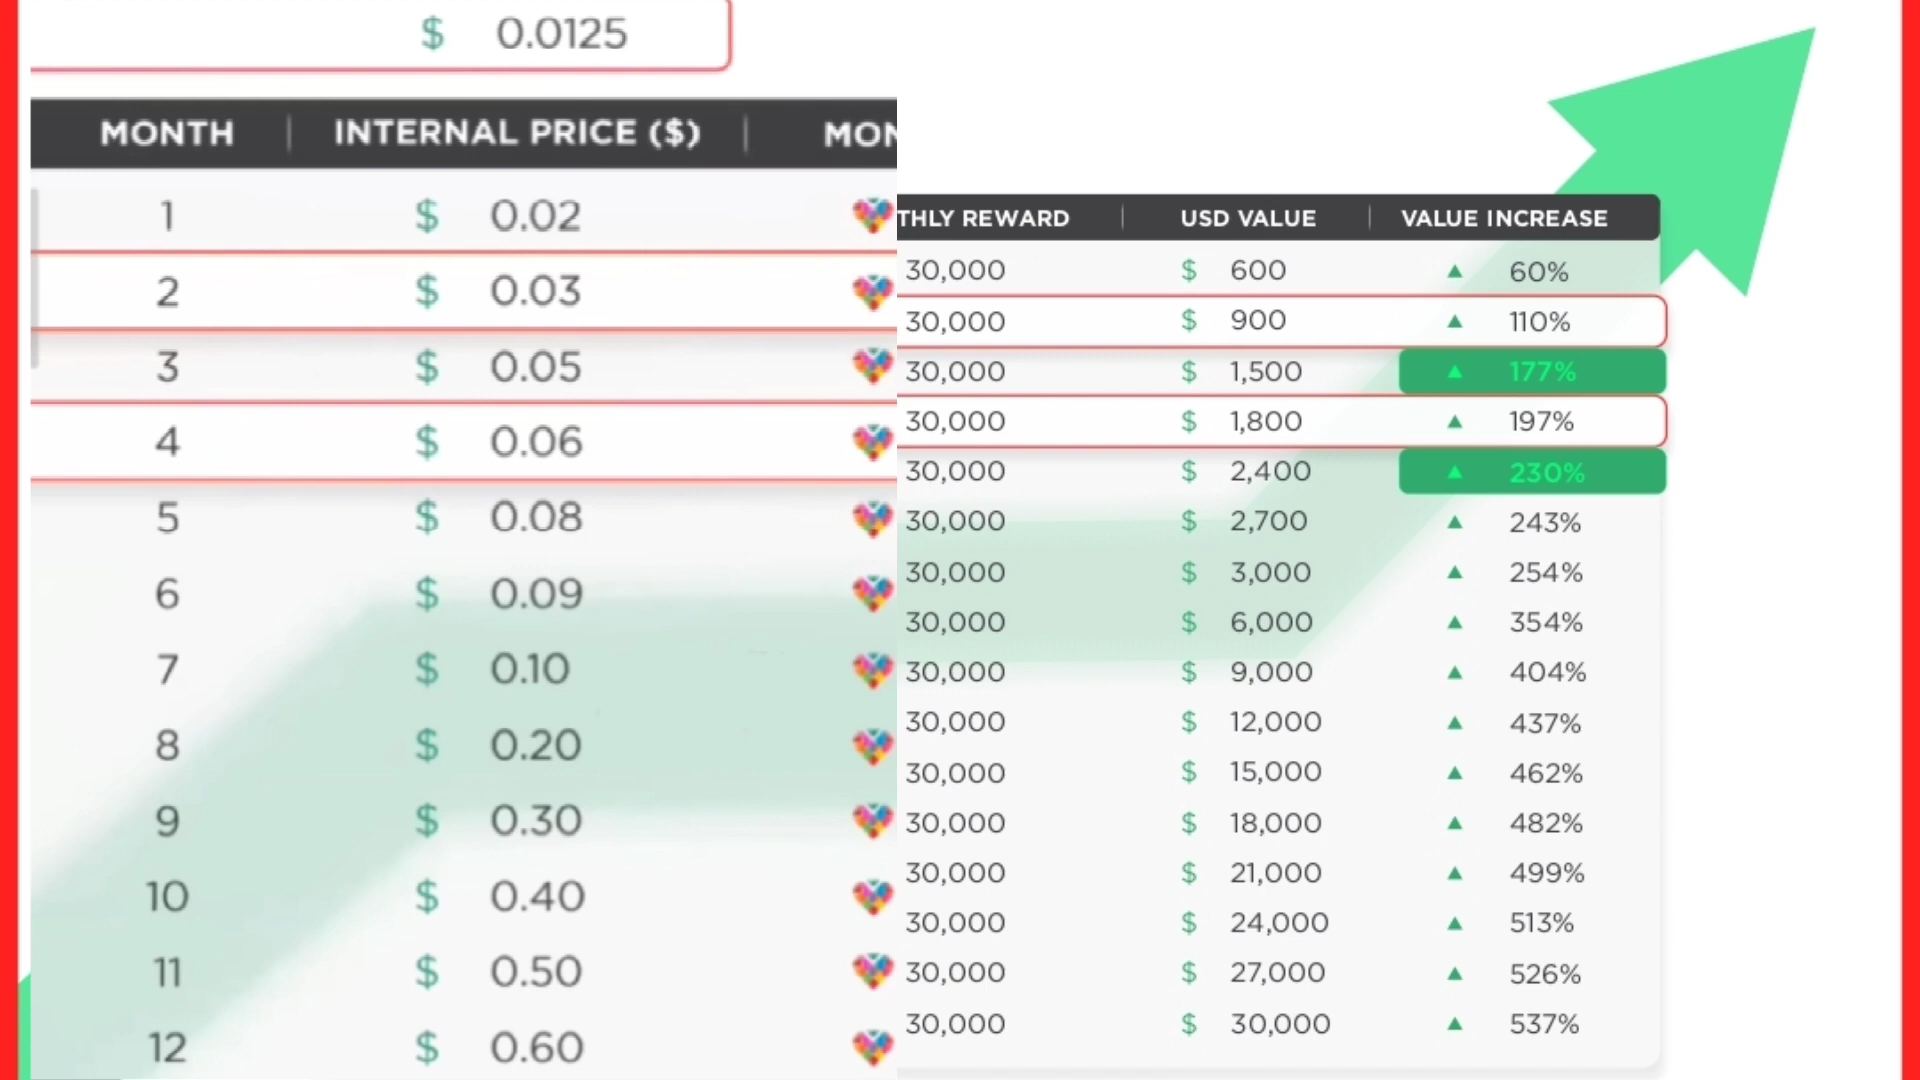 $ 0.0125
MONTH INTERNAL PRICE ($) MON
1 $ 0.02
2 $ 0.03
3 $ 0.05
4 $ 0.06
5 $ 0.08
6 $ 0.09
7 $ 0.10
8 $ 0.20
9 $ 0.30
10 $ 0.40
11 $ 0.50
12 $ 0.60
THLY REWARD USD VALUE VALUE INCREASE
30,000 $ 600 ▲ 60%
30,000 $ 900 ▲ 110%
30,000 $ 1,500 ▲ 177%
30,000 $ 1,800 ▲ 197%
30,000 $ 2,400 ▲ 230%
30,000 $ 2,700 ▲ 243%
30,000 $ 3,000 ▲ 254%
30,000 $ 6,000 ▲ 354%
30,000 $ 9,000 ▲ 404%
30,000 $ 12,000 ▲ 437%
30,000 $ 15,000 ▲ 462%
30,000 $ 18,000 ▲ 482%
30,000 $ 21,000 ▲ 499%
30,000 $ 24,000 ▲ 513%
30,000 $ 27,000 ▲ 526%
30,000 $ 30,000 ▲ 537%